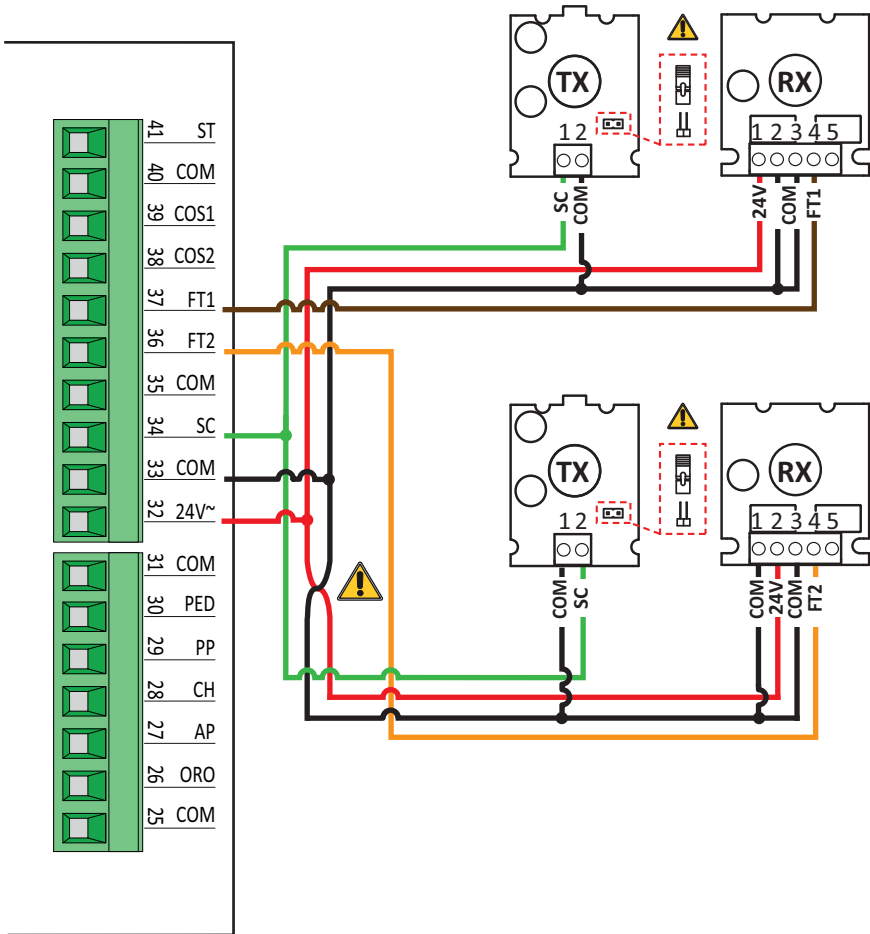 TX
RX
1 2
1 2 3 4 5
SC
COM
24V
COM
FT1
41 ST
40 COM
39 COS1
38 COS2
37 FT1
36 FT2
35 COM
34 SC
33 COM
32 24V~
31 COM
30 PED
29 PP
28 CH
27 AP
26 ORO
25 COM
TX
RX
1 2
1 2 3 4 5
COM
SC
COM
24V
COM
FT2